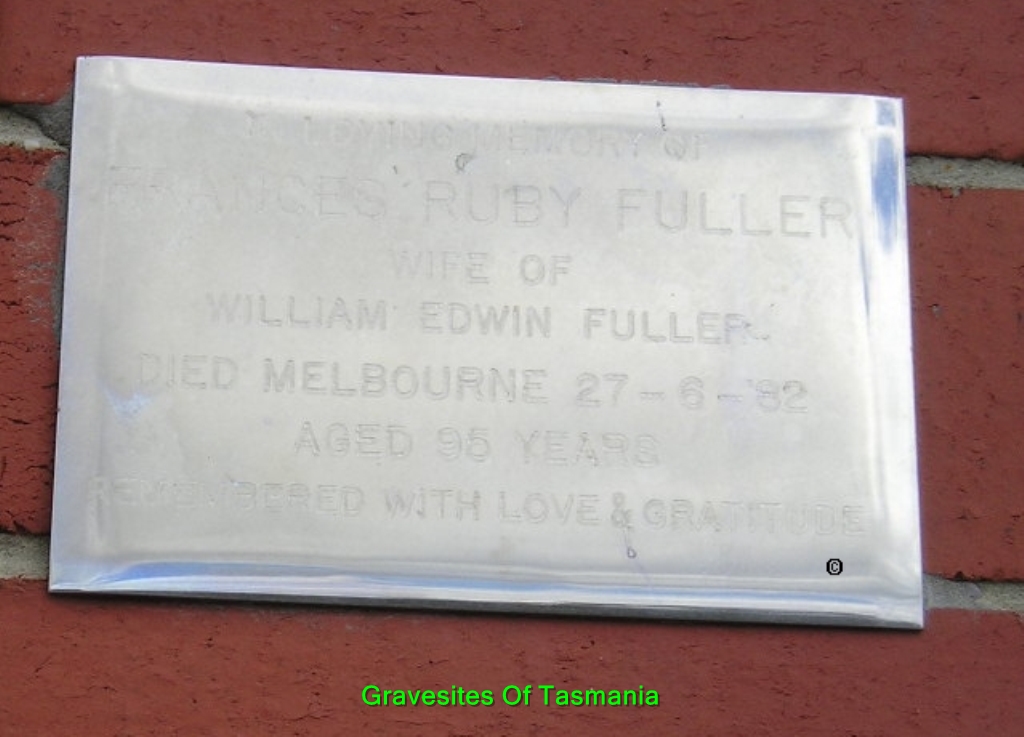 IN LOVING MEMORY OF
FRANCES RUBY FULLER
WIFE OF
WILLIAM EDWIN FULLER
DIED MELBOURNE 27-6-'82
AGED 95 YEARS
REMEMBERED WITH LOVE & GRATITUDE
©
Gravesites Of Tasmania